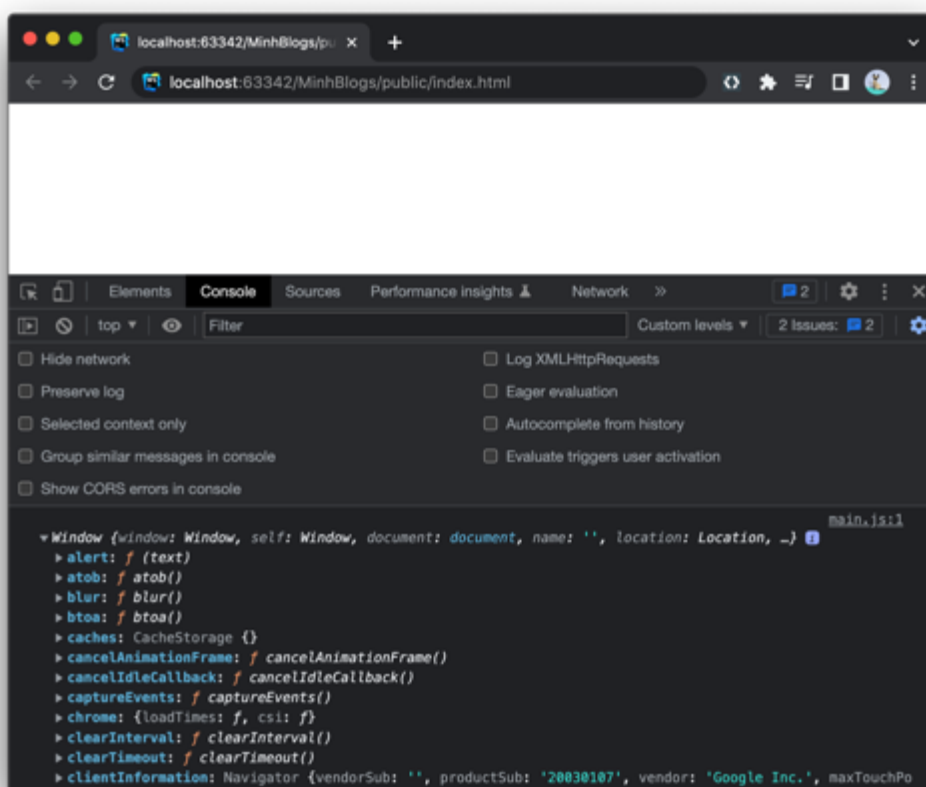 localhost:63342/MinhBlogs/pu
localhost:63342/MinhBlogs/public/index.html
Elements Console Sources Performance insights Network » 2
top ▼ Filter Custom levels ▼ 2 Issues: 2
Hide network Log XMLHttpRequests
Preserve log Eager evaluation
Selected context only Autocomplete from history
Group similar messages in console Evaluate triggers user activation
Show CORS errors in console
main.js:1
▼Window {window: Window, self: Window, document: document, name: '', location: Location, …} i
▶alert: ƒ (text)
▶atob: ƒ atob()
▶blur: ƒ blur()
▶btoa: ƒ btoa()
▶caches: CacheStorage {}
▶cancelAnimationFrame: ƒ cancelAnimationFrame()
▶cancelIdleCallback: ƒ cancelIdleCallback()
▶captureEvents: ƒ captureEvents()
▶chrome: {loadTimes: ƒ, csi: ƒ}
▶clearInterval: ƒ clearInterval()
▶clearTimeout: ƒ clearTimeout()
▶clientInformation: Navigator {vendorSub: '', productSub: '20030107', vendor: 'Google Inc.', maxTouchPo